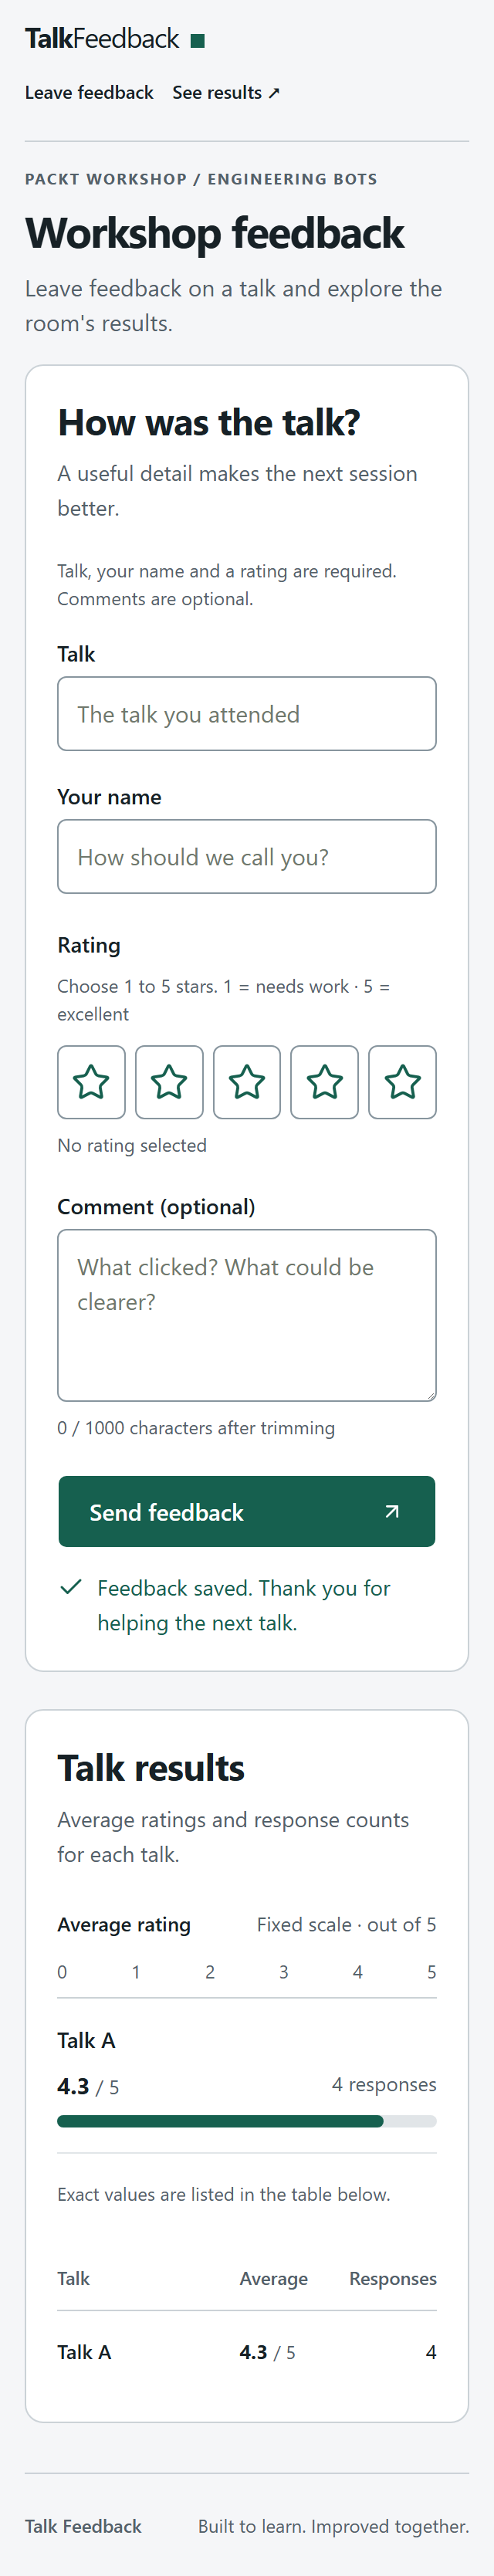 TalkFeedback
Leave feedback See results ↗
PACKT WORKSHOP / ENGINEERING BOTS
Workshop feedback
Leave feedback on a talk and explore the
room's results.
How was the talk?
A useful detail makes the next session
better.
Talk, your name and a rating are required.
Comments are optional.
Talk
The talk you attended
Your name
How should we call you?
Rating
Choose 1 to 5 stars. 1 = needs work · 5 =
excellent
No rating selected
Comment (optional)
What clicked? What could be
clearer?
0 / 1000 characters after trimming
Send feedback
Feedback saved. Thank you for
helping the next talk.
Talk results
Average ratings and response counts
for each talk.
Average rating Fixed scale · out of 5
0 1 2 3 4 5
Talk A
4.3 / 5 4 responses
Exact values are listed in the table below.
Talk Average Responses
Talk A 4.3 / 5 4
Talk Feedback Built to learn. Improved together.